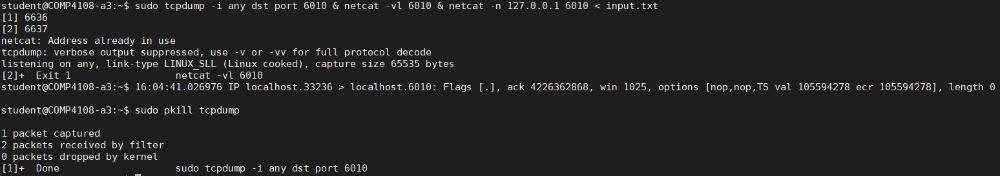 student@COMP4108-a3:~$ sudo tcpdump -i any dst port 6010 & netcat -vl 6010 & netcat -n 127.0.0.1 6010 < input.txt
[1] 6636
[2] 6637
netcat: Address already in use
tcpdump: verbose output suppressed, use -v or -vv for full protocol decode
listening on any, link-type LINUX_SLL (Linux cooked), capture size 65535 bytes
[2]+  Exit 1                  netcat -vl 6010
student@COMP4108-a3:~$ 16:04:41.026976 IP localhost.33236 > localhost.6010: Flags [.], ack 4226362868, win 1025, options [nop,nop,TS val 105594278 ecr 105594278], length 0
student@COMP4108-a3:~$ sudo pkill tcpdump
1 packet captured
2 packets received by filter
0 packets dropped by kernel
[1]+  Done                    sudo tcpdump -i any dst port 6010